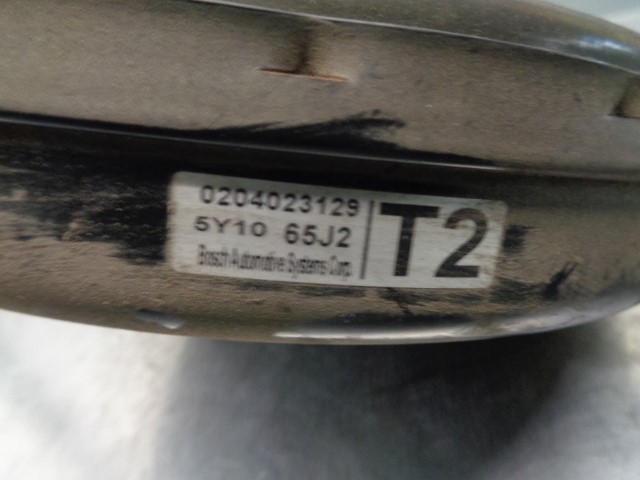 0204023129
5Y10 65J2
Bosch Automotive Systems Corp.
T2